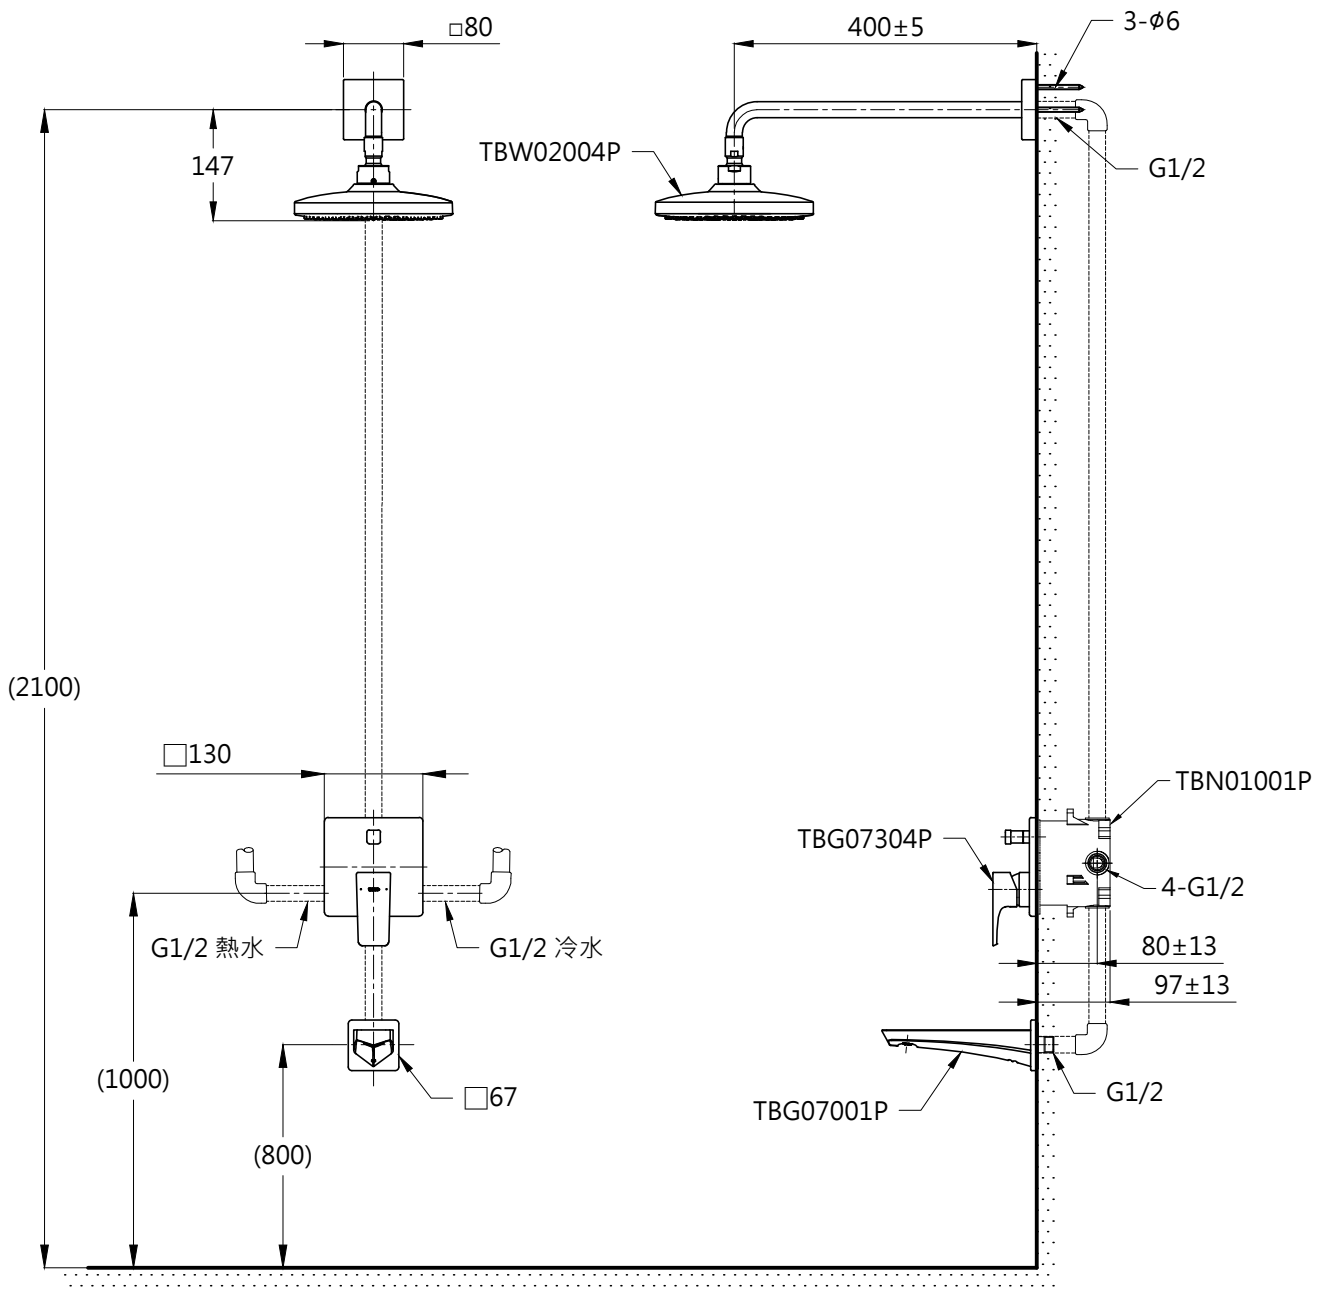 □80
400±5
3-Φ6
147
TBW02004P
G1/2
(2100)
□130
TBN01001P
TBG07304P
4-G1/2
G1/2 熱水
G1/2 冷水
80±13
97±13
(1000)
□67
G1/2
TBG07001P
(800)